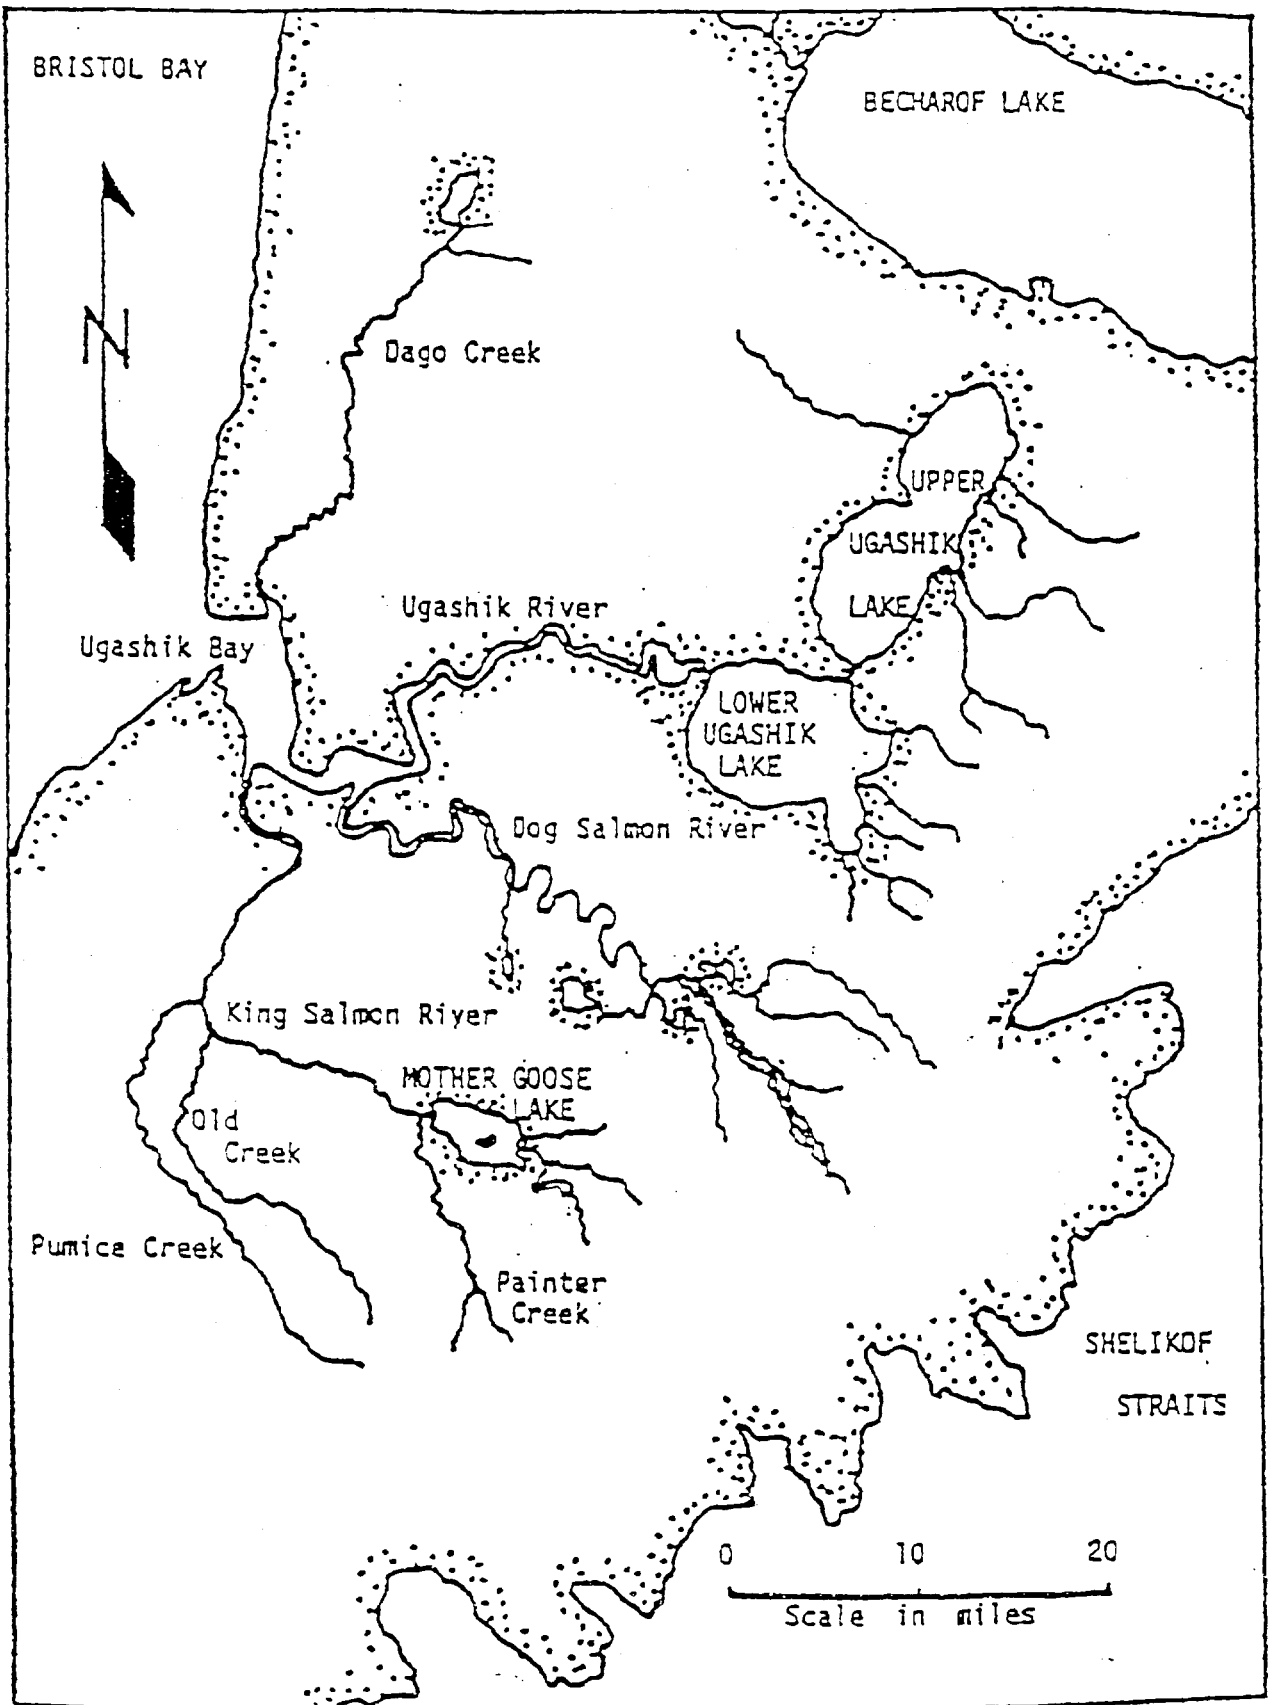 BRISTOL BAY
BECHAROF LAKE
N
Dago Creek
UPPER
UGASHIK
LAKE
Ugashik River
Ugashik Bay
LOWER
UGASHIK
LAKE
Dog Salmon River
King Salmon River
MOTHER GOOSE
LAKE
Old
Creek
Pumice Creek
Painter
Creek
SHELIKOF
STRAITS
0 10 20
Scale in miles